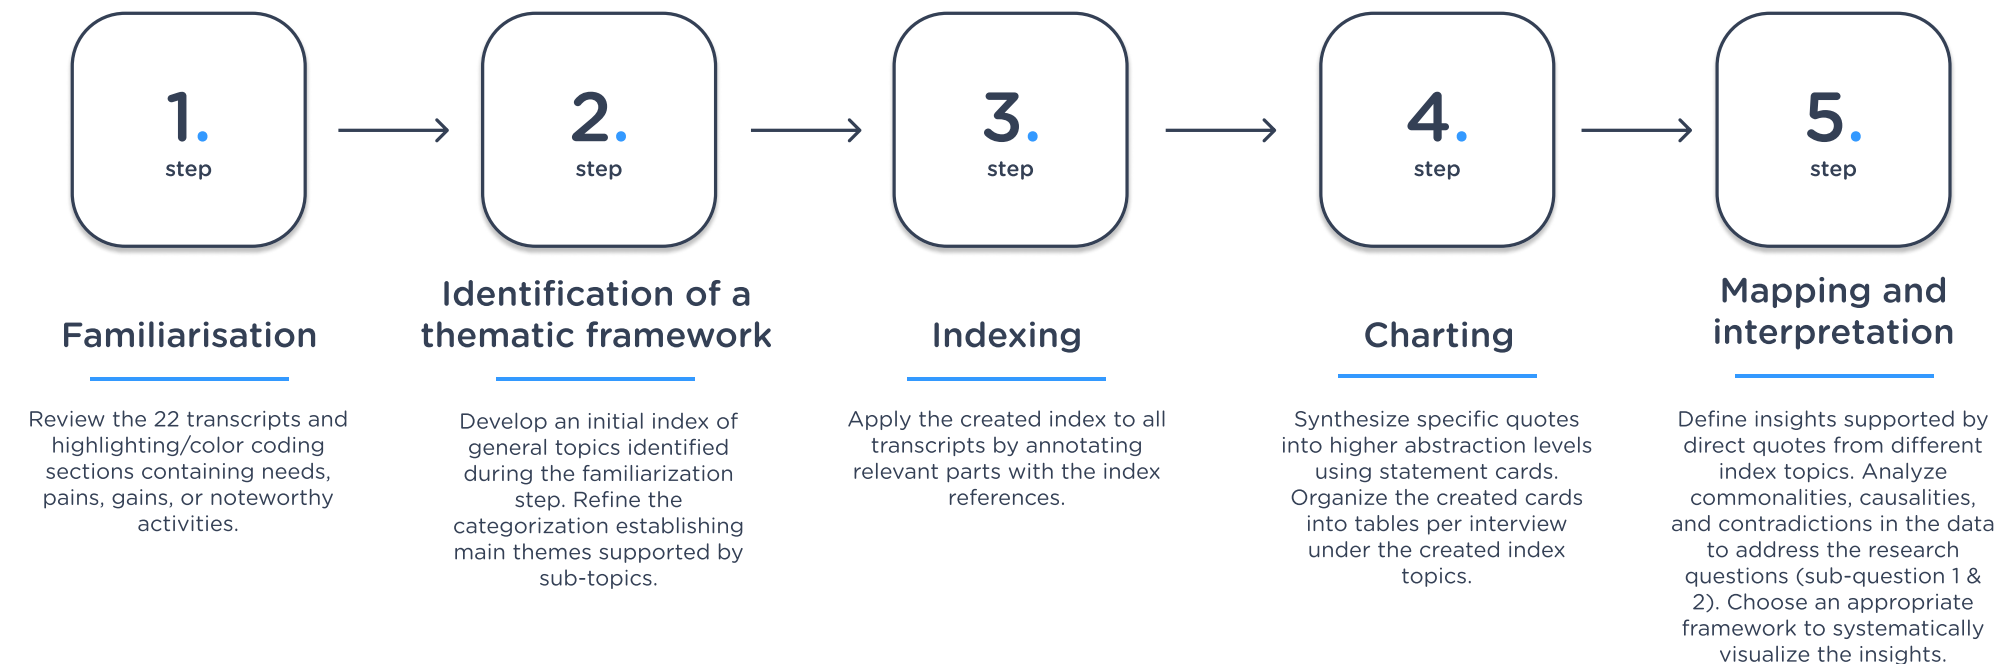 1.
step
Familiarisation
Review the 22 transcripts and
highlighting/color coding
sections containing needs,
pains, gains, or noteworthy
activities.
2.
step
Identification of a
thematic framework
Develop an initial index of
general topics identified
during the familiarization
step. Refine the
categorization establishing
main themes supported by
sub-topics.
3.
step
Indexing
Apply the created index to all
transcripts by annotating
relevant parts with the index
references.
4.
step
Charting
Synthesize specific quotes
into higher abstraction levels
using statement cards.
Organize the created cards
into tables per interview
under the created index
topics.
5.
step
Mapping and
interpretation
Define insights supported by
direct quotes from different
index topics. Analyze
commonalities, causalities,
and contradictions in the data
to address the research
questions (sub-question 1 &
2). Choose an appropriate
framework to systematically
visualize the insights.